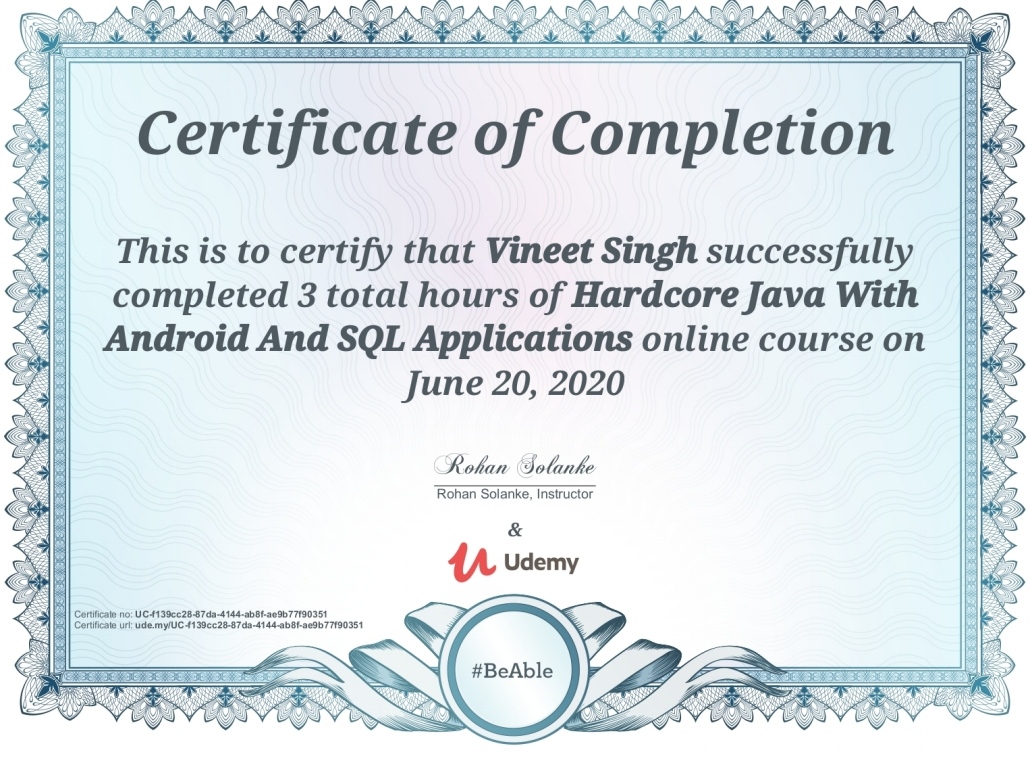 Certificate of Completion
This is to certify that Vineet Singh successfully
completed 3 total hours of Hardcore Java With
Android And SQL Applications online course on
June 20, 2020
Rohan Solanke
Rohan Solanke, Instructor
&
Udemy
Certificate no: UC-f139cc28-87da-4144-ab8f-ae9b77f90351
Certificate url: ude.my/UC-f139cc28-87da-4144-ab8f-ae9b77f90351
#BeAble